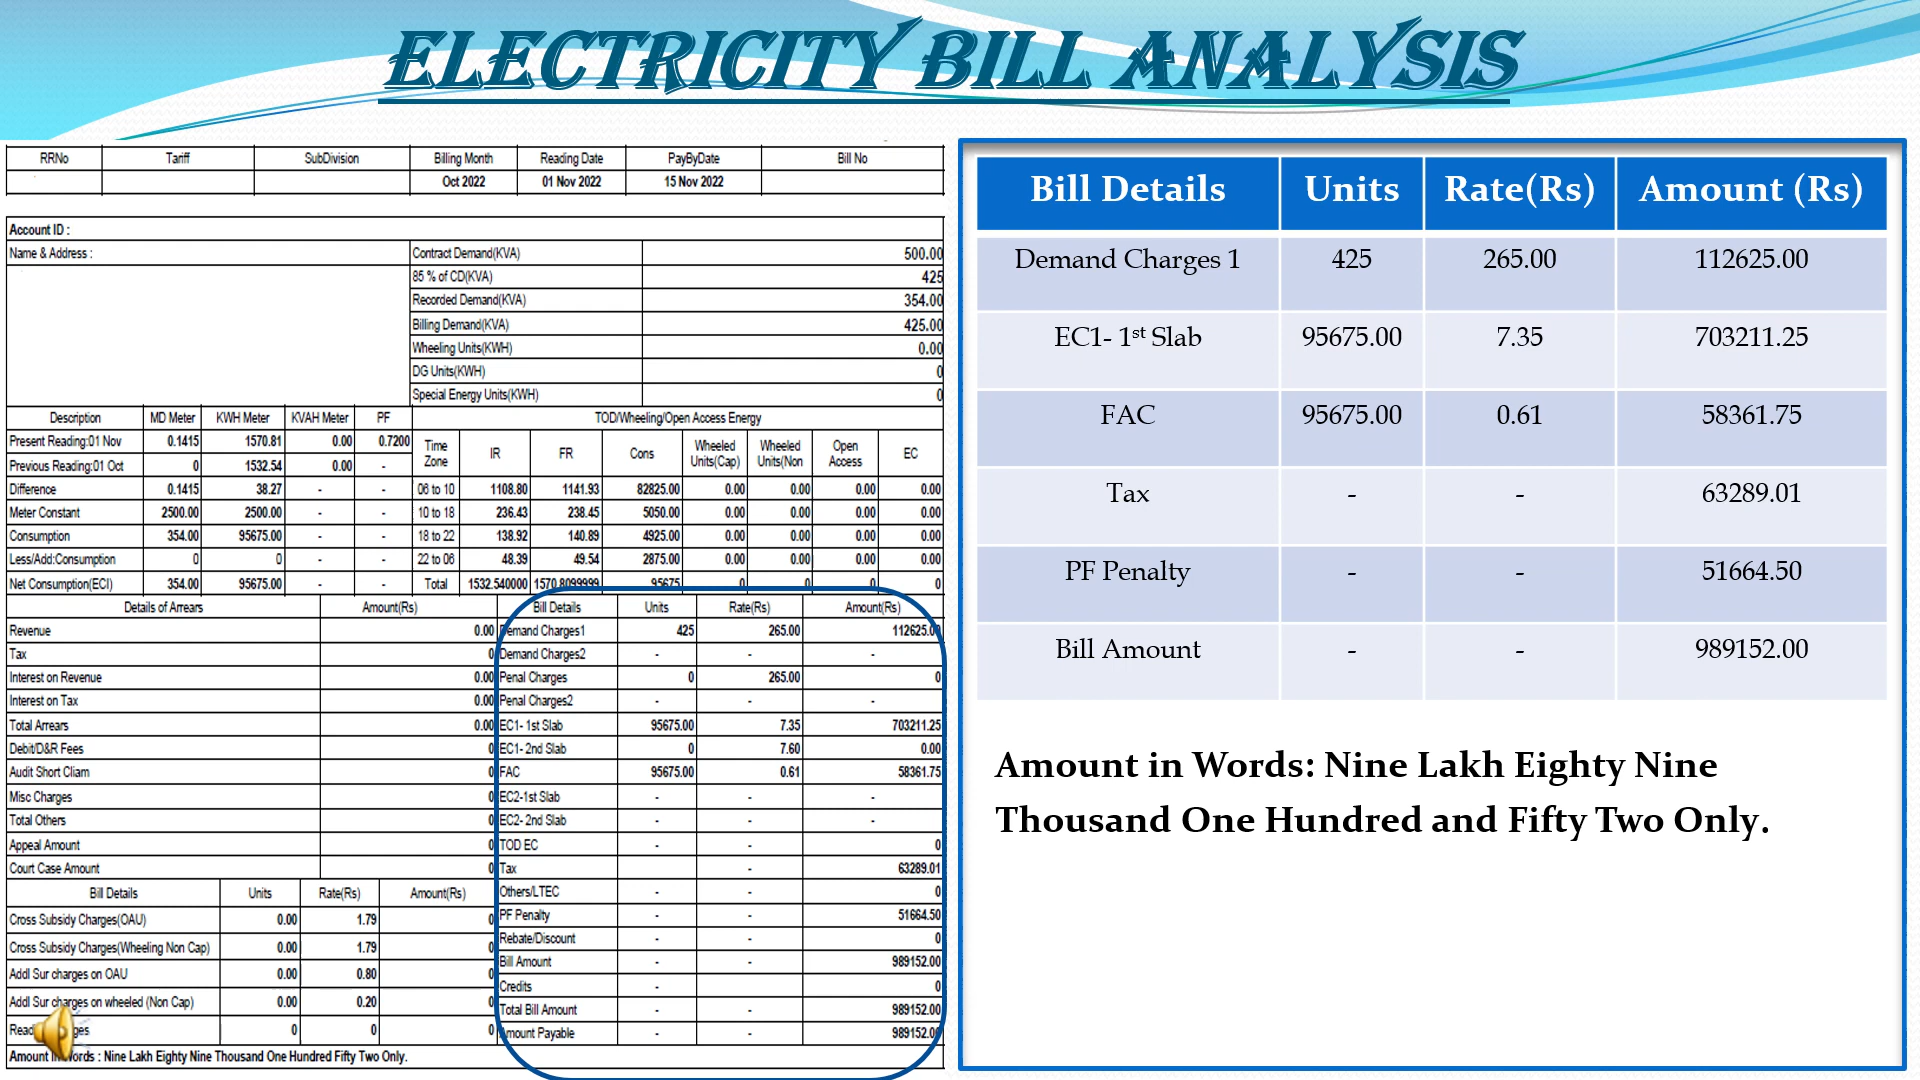 ELECTRICITY BILL ANALYSIS
RRNo Tariff SubDivision Billing Month Reading Date PayByDate Bill No
Oct 2022 01 Nov 2022 15 Nov 2022
Account ID :
Name & Address :
Contract Demand(KVA) 500.00
85 % of CD(KVA) 425
Recorded Demand(KVA) 354.00
Billing Demand(KVA) 425.00
Wheeling Units(KWH) 0.00
DG Units(KWH) 0
Special Energy Units(KWH) 0
Description MD Meter KWH Meter KVAH Meter PF
Present Reading:01 Nov 0.1415 1570.81 0.00 0.7200
Previous Reading:01 Oct 0 1532.54 0.00 -
Difference 0.1415 38.27 - -
Meter Constant 2500.00 2500.00 - -
Consumption 354.00 95675.00 - -
Less/Add:Consumption 0 0 - -
Net Consumption(ECI) 354.00 95675.00 - -
TOD/Wheeling/Open Access Energy
Time Zone IR FR Cons Wheeled Units(Cap) Wheeled Units(Non Open Access EC
06 to 10 1108.80 1141.93 82825.00 0.00 0.00 0.00 0.00
10 to 18 236.43 238.45 5050.00 0.00 0.00 0.00 0.00
18 to 22 138.92 140.89 4925.00 0.00 0.00 0.00 0.00
22 to 06 48.39 49.54 2875.00 0.00 0.00 0.00 0.00
Total 1532.540000 1570.8099999 95675 0 0 0 0
Details of Arrears Amount(Rs)
Revenue 0.00
Tax 0
Interest on Revenue 0.00
Interest on Tax 0.00
Total Arrears 0.00
Debit/D&R Fees 0
Audit Short Cliam 0
Misc Charges 0
Total Others 0
Appeal Amount 0
Court Case Amount 0
Bill Details Units Rate(Rs) Amount(Rs)
Cross Subsidy Charges(OAU) 0.00 1.79 0
Cross Subsidy Charges(Wheeling Non Cap) 0.00 1.79 0
Addl Sur charges on OAU 0.00 0.80 0
Addl Sur charges on wheeled (Non Cap) 0.00 0.20 0
0 0 0
Bill Details Units Rate(Rs) Amount(Rs)
Demand Charges1 425 265.00 112625.00
Demand Charges2 - - -
Penal Charges 0 265.00 0
Penal Charges2 - - -
EC1- 1st Slab 95675.00 7.35 703211.25
EC1- 2nd Slab 0 7.60 0.00
FAC 95675.00 0.61 58361.75
EC2-1st Slab - - -
EC2- 2nd Slab - - -
TOD EC - - 0
Tax - 63289.01
Others/LTEC - - 0
PF Penalty - - 51664.50
Rebate/Discount - - 0
Bill Amount - - 989152.00
Credits - 0
Total Bill Amount - - 989152.00
Amount Payable - - 989152.00
Amount in Words : Nine Lakh Eighty Nine Thousand One Hundred Fifty Two Only.
Bill Details Units Rate(Rs) Amount (Rs)
Demand Charges 1 425 265.00 112625.00
EC1- 1st Slab 95675.00 7.35 703211.25
FAC 95675.00 0.61 58361.75
Tax - - 63289.01
PF Penalty - - 51664.50
Bill Amount - - 989152.00
Amount in Words: Nine Lakh Eighty Nine
Thousand One Hundred and Fifty Two Only.